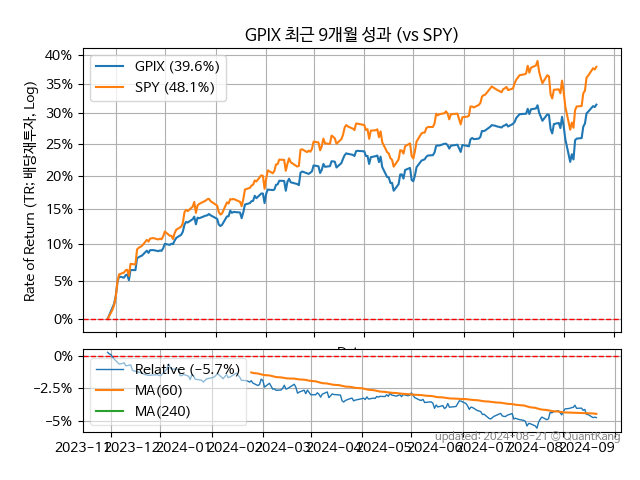 GPIX 최근 9개월 성과 (vs SPY)
Rate of Return (TR: 배당재투자, Log)
40%
35%
30%
25%
20%
15%
10%
5%
0%
GPIX (39.6%)
SPY (48.1%)
0%
−2.5%
−5%
Relative (−5.7%)
MA(60)
MA(240)
updated: 2024-08-21 © QuantKang
2023−11
2023−12
2024−01
2024−02
2024−03
2024−04
2024−05
2024−06
2024−07
2024−08
2024−09